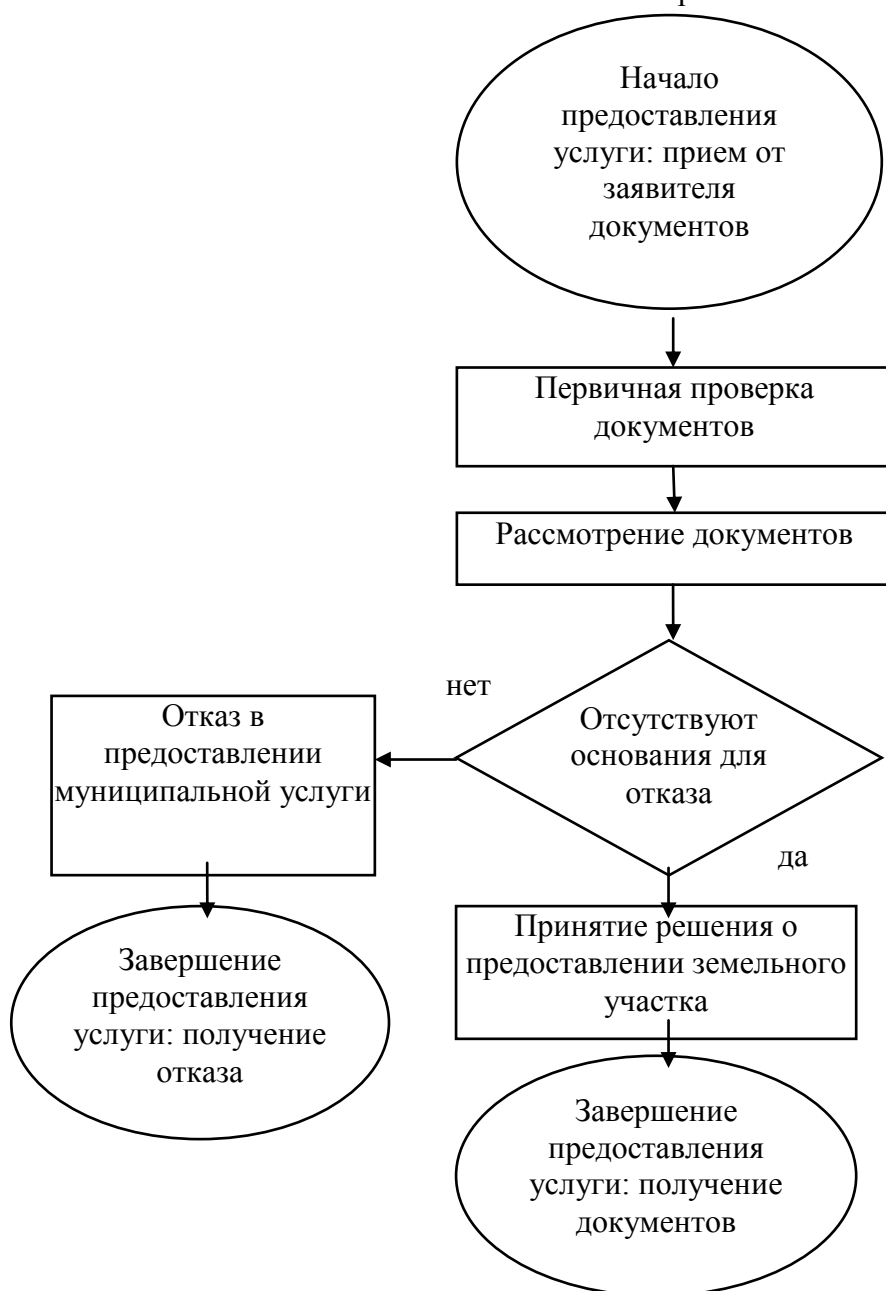 Начало
предоставления
услуги: прием от
заявителя
документов
Первичная проверка
документов
Рассмотрение документов
нет
Отсутствуют
основания для
отказа
да
Отказ в
предоставлении
муниципальной услуги
Завершение
предоставления
услуги: получение
отказа
Принятие решения о
предоставлении земельного
участка
Завершение
предоставления
услуги: получение
документов